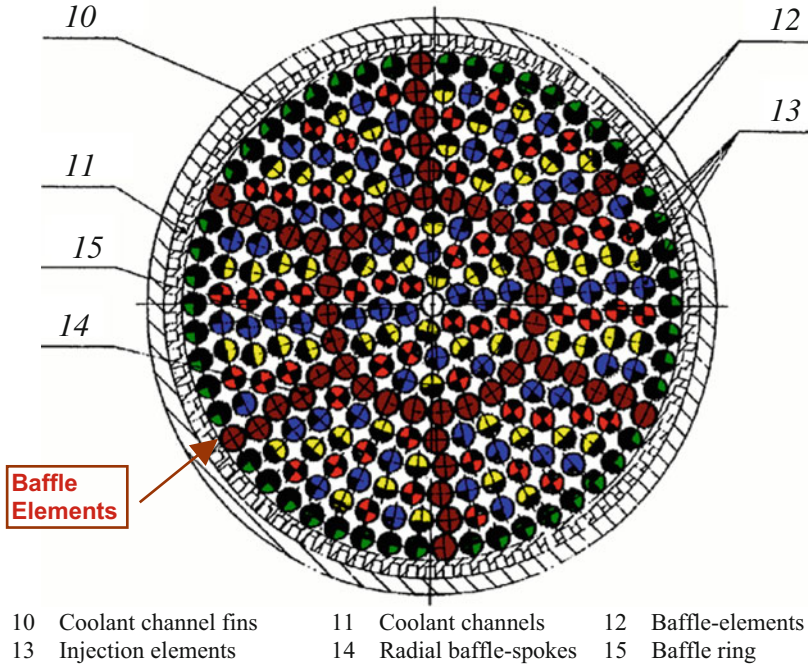 10
12
13
11
15
14
Baffle
Elements
10 Coolant channel fins 11 Coolant channels 12 Baffle-elements
13 Injection elements 14 Radial baffle-spokes 15 Baffle ring